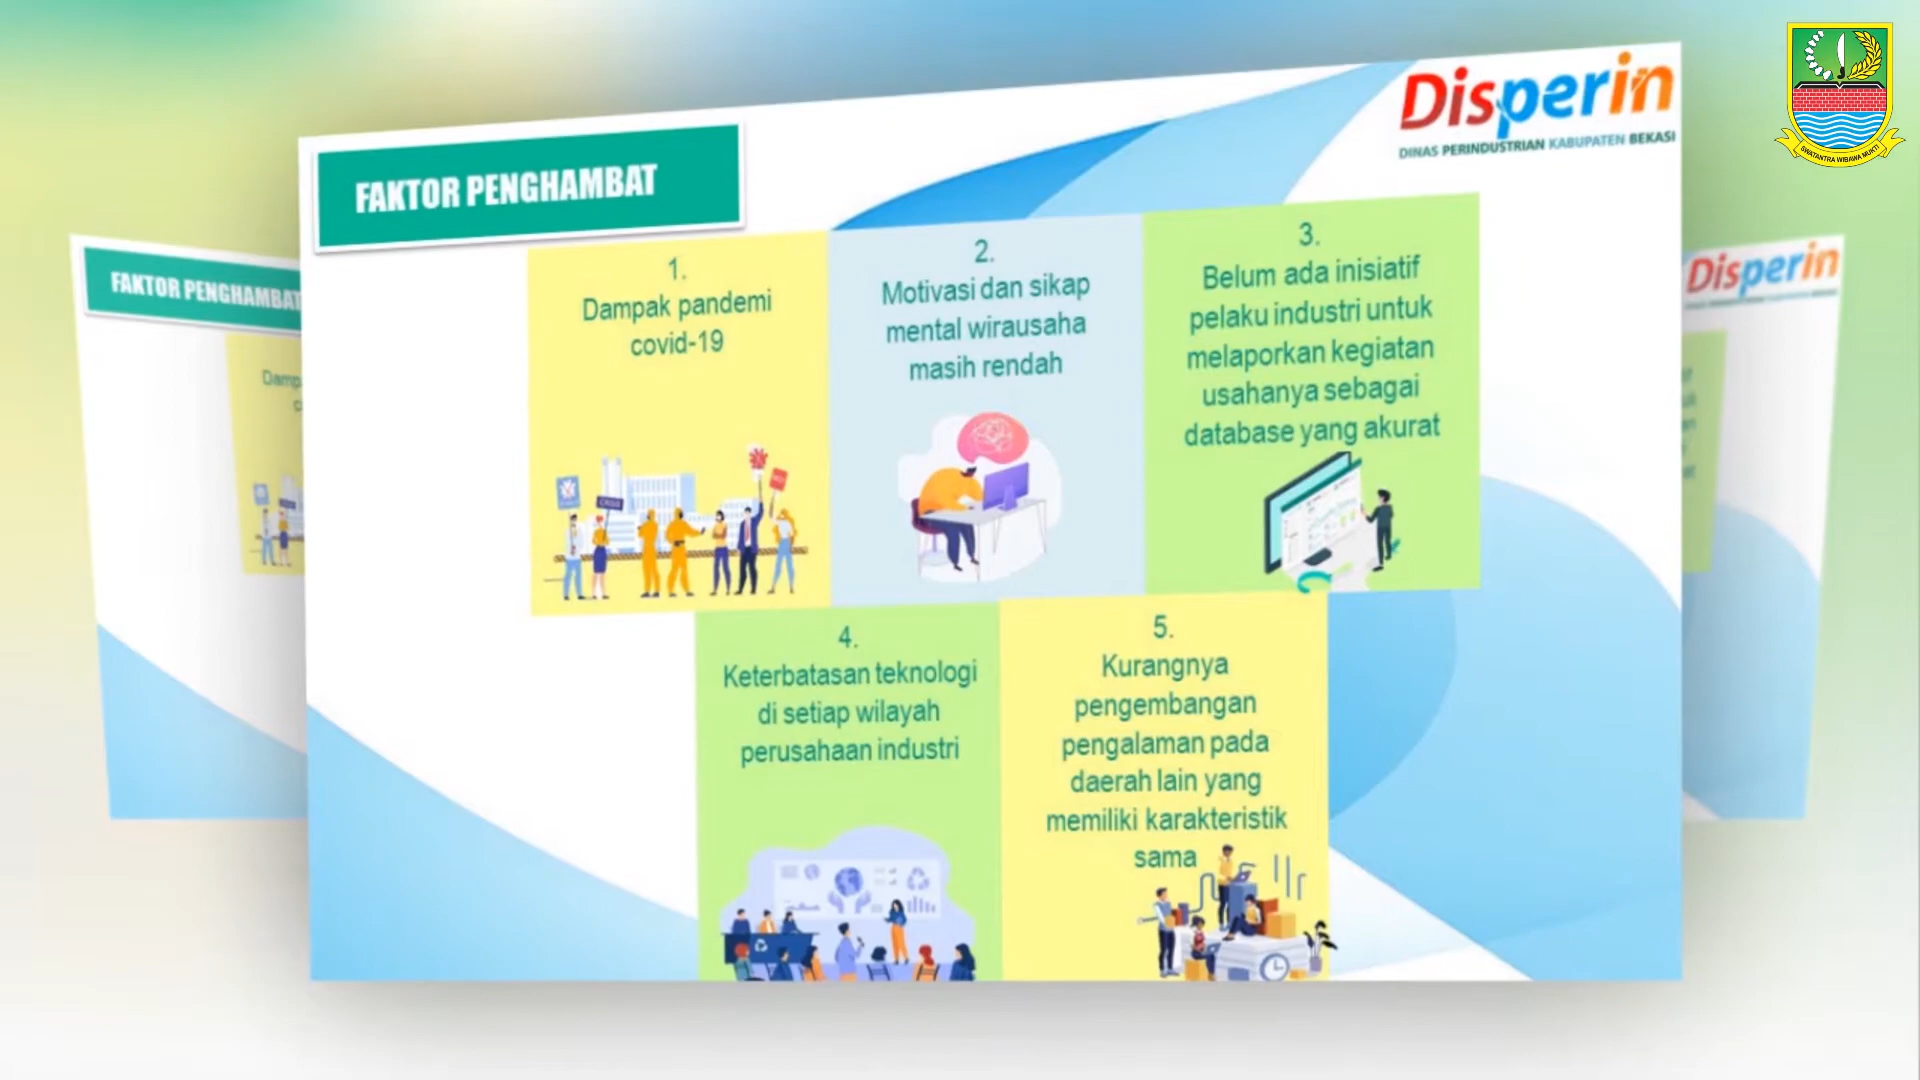 Disperin
DINAS PERINDUSTRIAN KABUPATEN BEKASI
SWATANTRA WIBAWA MUKTI
FAKTOR PENGHAMBAT
1.
Dampak pandemi
covid-19
2.
Motivasi dan sikap
mental wirausaha
masih rendah
3.
Belum ada inisiatif
pelaku industri untuk
melaporkan kegiatan
usahanya sebagai
database yang akurat
4.
Keterbatasan teknologi
di setiap wilayah
perusahaan industri
5.
Kurangnya
pengembangan
pengalaman pada
daerah lain yang
memiliki karakteristik
sama
FAKTOR PENGHAMBAT
Disperin